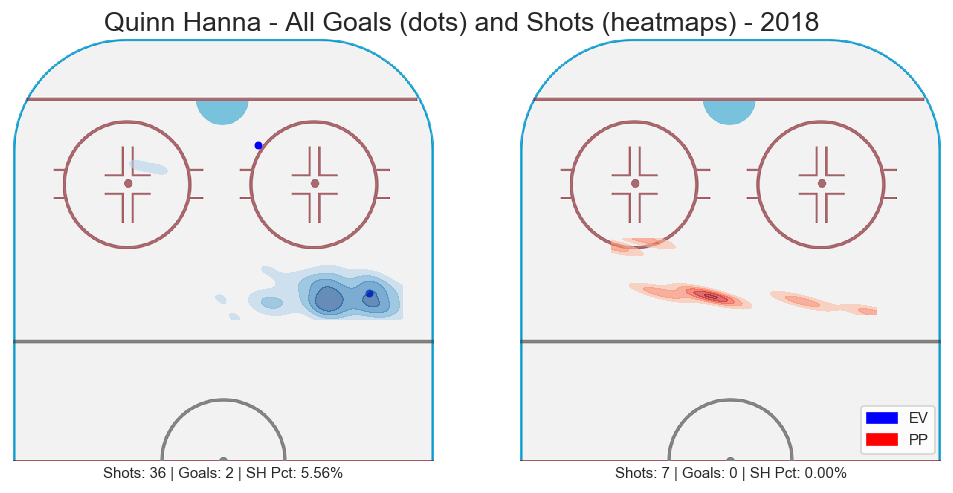 Quinn Hanna - All Goals (dots) and Shots (heatmaps) - 2018
EV
PP
Shots: 36 | Goals: 2 | SH Pct: 5.56%
Shots: 7 | Goals: 0 | SH Pct: 0.00%